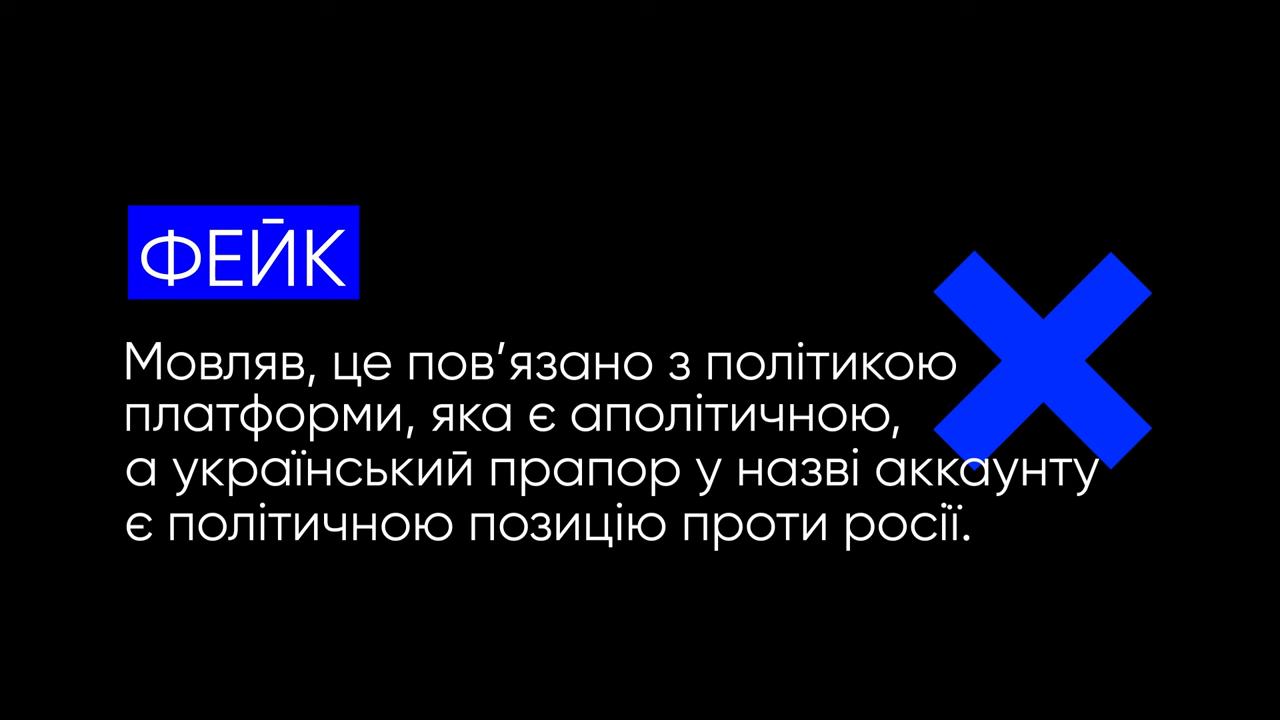 ФЕЙК
Мовляв, це пов’язано з політикою
платформи, яка є аполітичною,
а український прапор у назві аккаунту
є політичною позицію проти росії.